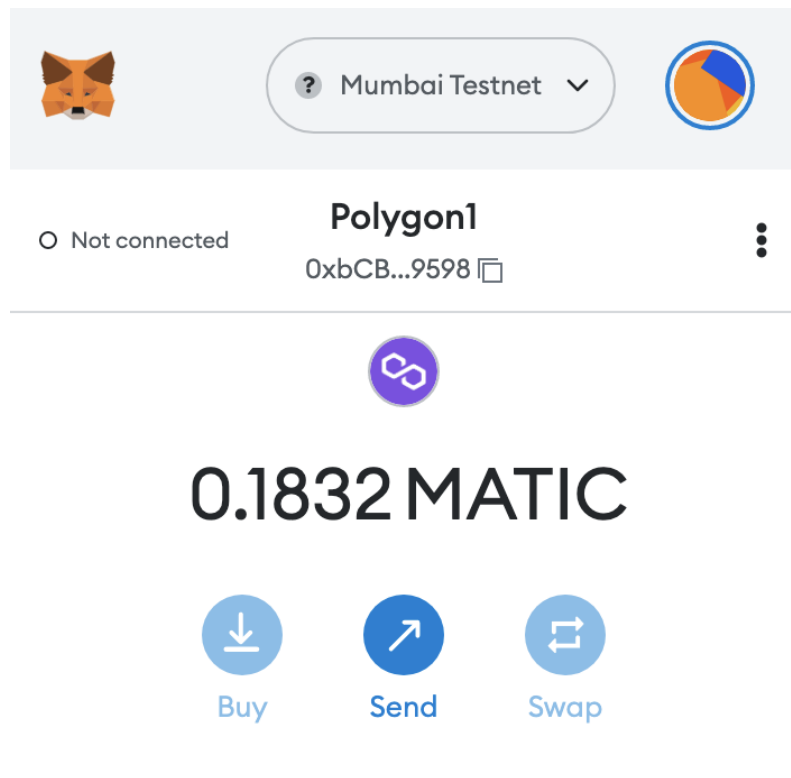 ? Mumbai Testnet
Polygon1
Not connected
0xbCB...9598
0.1832 MATIC
Buy Send Swap